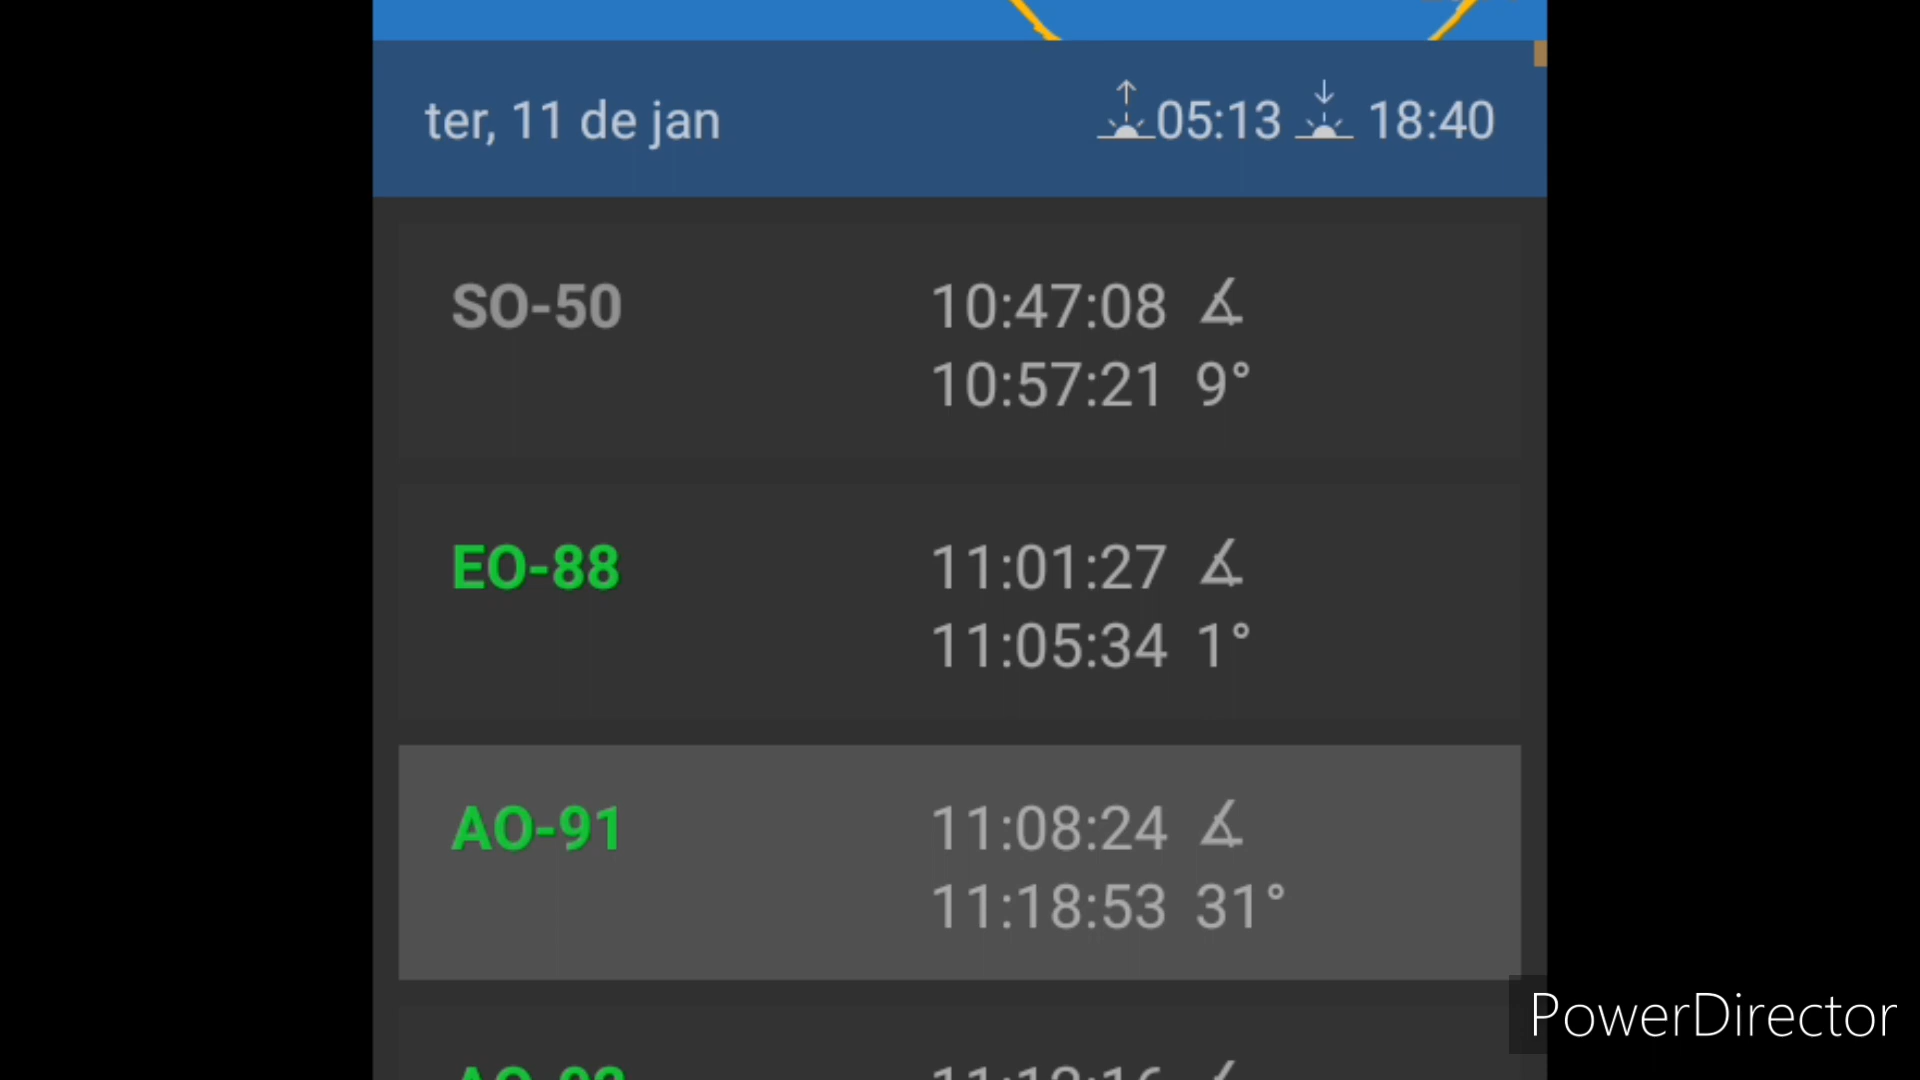 ter, 11 de jan 05:13 18:40
SO-50 10:47:08
10:57:21 9°
EO-88 11:01:27
11:05:34 1°
AO-91 11:08:24
11:18:53 31°
PowerDirector